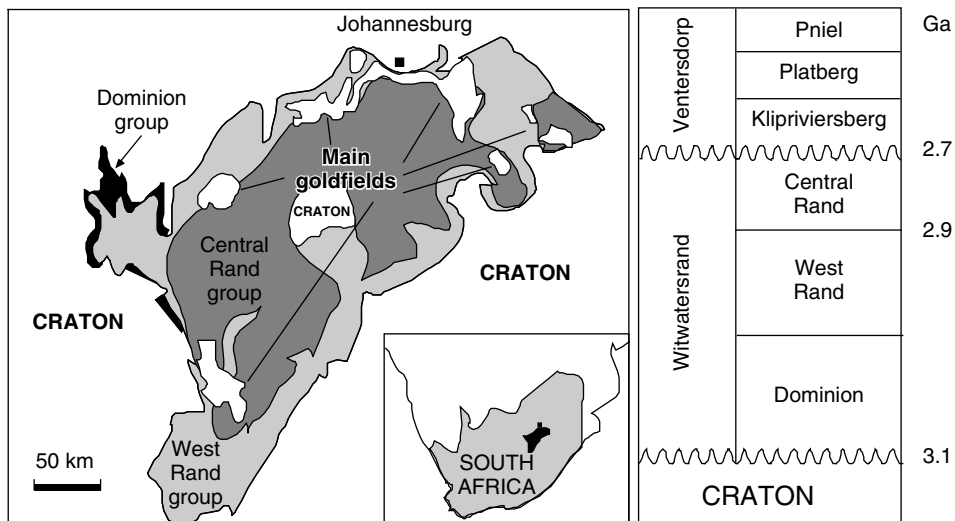 Johannesburg
Dominion
group
Main
goldfields
CRATON
Central
Rand
group
CRATON
CRATON
West
Rand
group
50 km
SOUTH
AFRICA
Ga
Ventersdorp
Pniel
Platberg
Klipriviersberg
2.7
Witwatersrand
Central
Rand
2.9
West
Rand
Dominion
3.1
CRATON